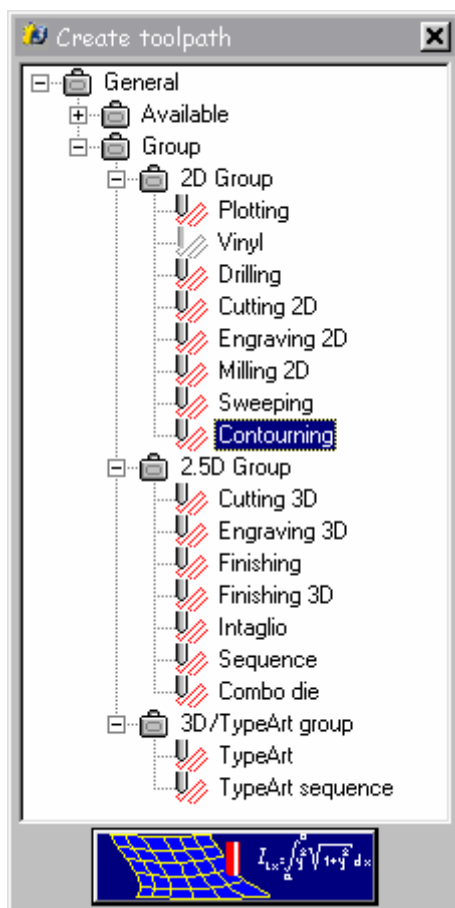 Create toolpath
General
Available
Group
2D Group
Plotting
Vinyl
Drilling
Cutting 2D
Engraving 2D
Milling 2D
Sweeping
Contourning
2.5D Group
Cutting 3D
Engraving 3D
Finishing
Finishing 3D
Intaglio
Sequence
Combo die
3D/TypeArt group
TypeArt
TypeArt sequence